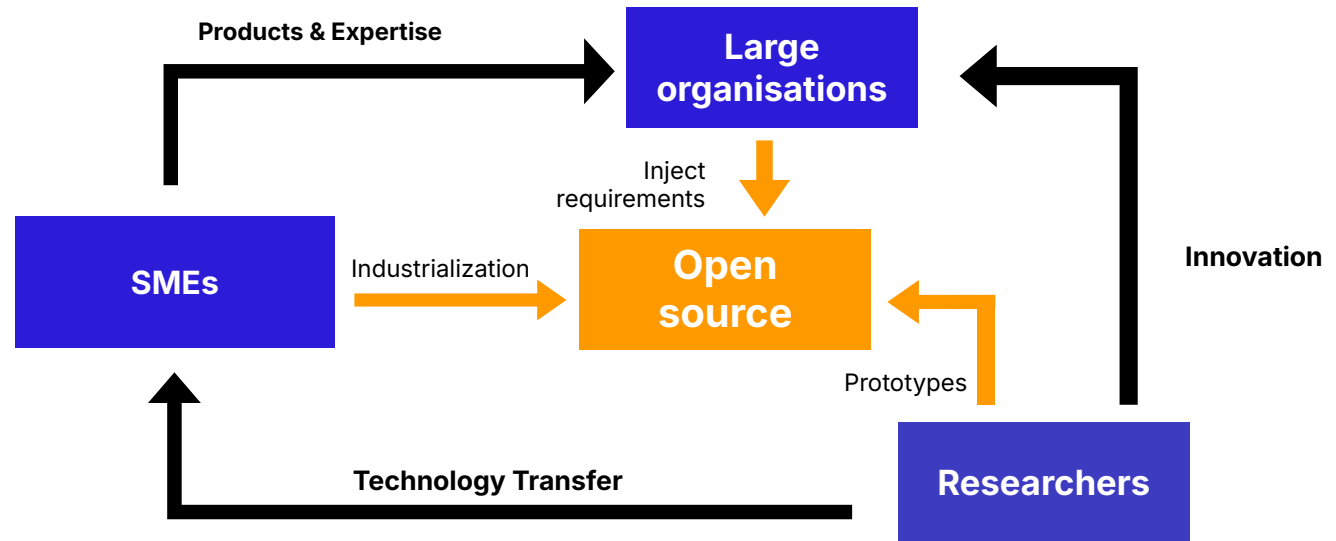 Products & Expertise
Large
organisations
Inject
requirements
Innovation
SMEs
Industrialization
Open
source
Prototypes
Technology Transfer
Researchers